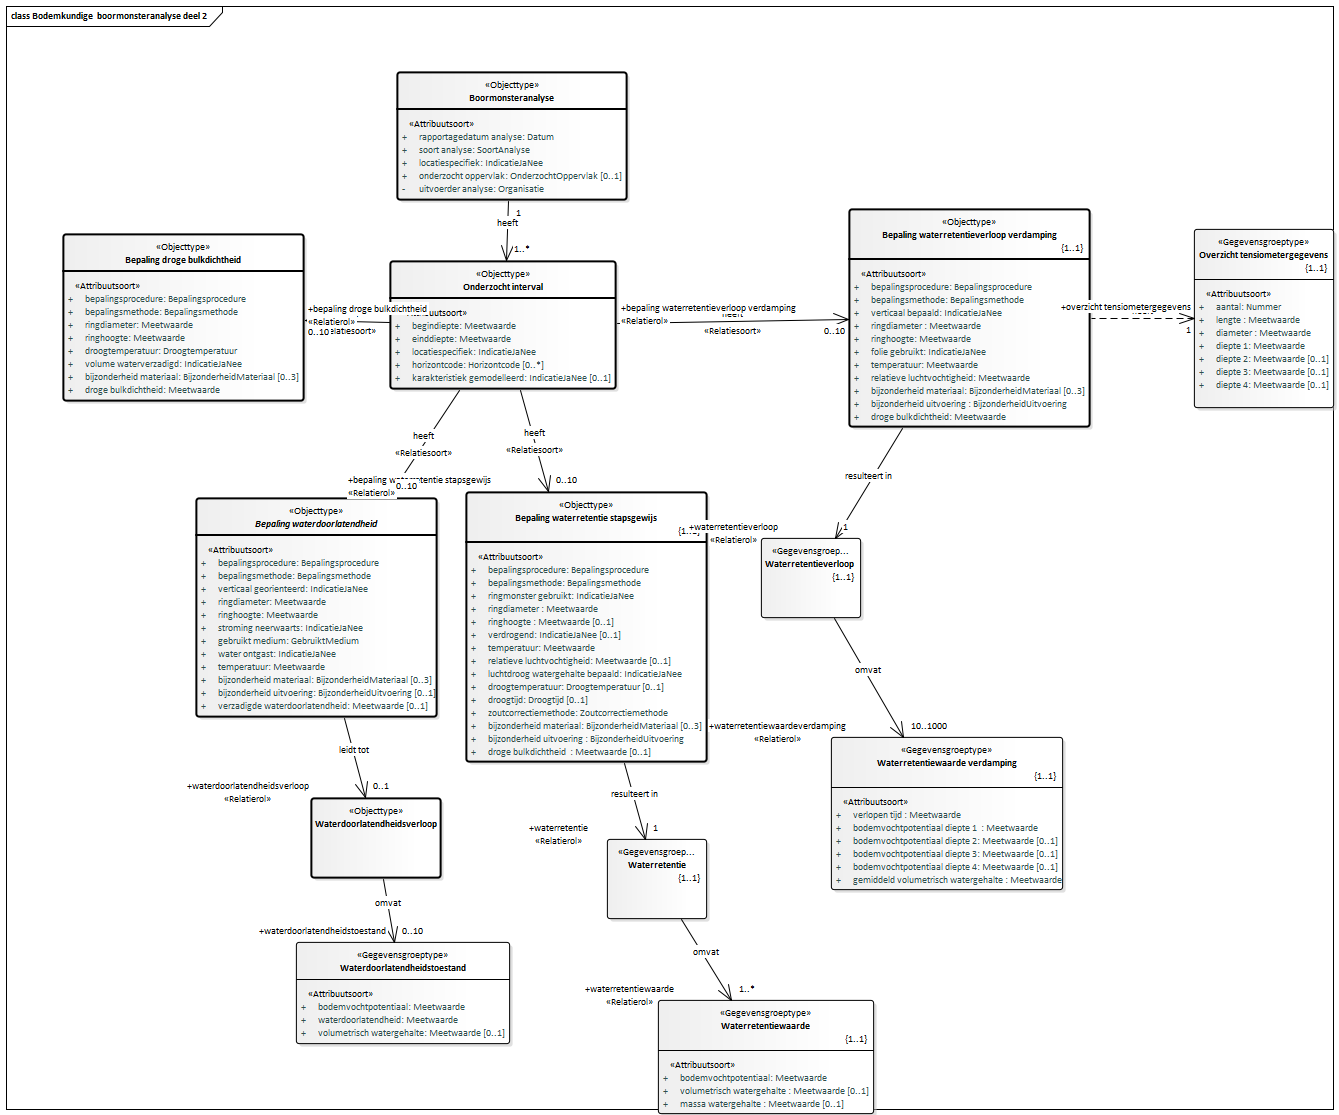 class Bodemkundige boormonsteranalyse deel 2
«Objecttype»
Boormonsteranalyse
«Attribuutsoort»
+ rapportagedatum analyse: Datum
+ soort analyse: SoortAnalyse
+ locatiespecifiek: IndicatieJaNee
+ onderzocht oppervlak: OnderzochtOppervlak [0..1]
- uitvoerder analyse: Organisatie
1
heeft
1..*
«Objecttype»
Bepaling droge bulkdichtheid
«Attribuutsoort»
+ bepalingsprocedure: Bepalingsprocedure
+ bepalingsmethode: Bepalingsmethode
+ ringdiameter: Meetwaarde
+ ringhoogte: Meetwaarde
+ droogtemperatuur: Droogtemperatuur
+ volume waterverzadigd: IndicatieJaNee
+ bijzonderheid materiaal: BijzonderheidMateriaal [0..3]
+ droge bulkdichtheid: Meetwaarde
+bepaling droge bulkdichtheid
«Relatierol»
0..10
elatiesoort»
«Objecttype»
Onderzocht interval
ibuutsoort»
+ begindiepte: Meetwaarde
+ einddiepte: Meetwaarde
+ locatiespecifiek: IndicatieJaNee
+ horizontcode: Horizontcode [0..*]
+ karakteristiek gemodelleerd: IndicatieJaNee [0..1]
+bepaling waterretentieverloop verdamping
«Relatierol»
heeft
«Relatiesoort»
0..10
«Objecttype»
Bepaling waterretentieverloop verdamping
{1..1}
«Attribuutsoort»
+ bepalingsprocedure: Bepalingsprocedure
+ bepalingsmethode: Bepalingsmethode
+ verticaal bepaald: IndicatieJaNee
+ ringdiameter : Meetwaarde
+ ringhoogte: Meetwaarde
+ folie gebruikt: IndicatieJaNee
+ temperatuur: Meetwaarde
+ relatieve luchtvochtigheid: Meetwaarde
+ bijzonderheid materiaal: BijzonderheidMateriaal [0..3]
+ bijzonderheid uitvoering : BijzonderheidUitvoering
+ droge bulkdichtheid: Meetwaarde
+overzicht tensiometergegevens
1
«Gegevensgroeptype»
Overzicht tensiometergegevens
{1..1}
«Attribuutsoort»
+ aantal: Nummer
+ lengte : Meetwaarde
+ diameter : Meetwaarde
+ diepte 1: Meetwaarde
+ diepte 2: Meetwaarde [0..1]
+ diepte 3: Meetwaarde [0..1]
+ diepte 4: Meetwaarde [0..1]
heeft
«Relatiesoort»
+bepaling waterretentie stapsgewijs
«Relatierol»
0..10
heeft
«Relatiesoort»
0..10
«Objecttype»
Bepaling waterdoorlatendheid
«Attribuutsoort»
+ bepalingsprocedure: Bepalingsprocedure
+ bepalingsmethode: Bepalingsmethode
+ verticaal georienteerd: IndicatieJaNee
+ ringdiameter: Meetwaarde
+ ringhoogte: Meetwaarde
+ stroming neerwaarts: IndicatieJaNee
+ gebruikt medium: GebruiktMedium
+ water ontgast: IndicatieJaNee
+ temperatuur: Meetwaarde
+ bijzonderheid materiaal: BijzonderheidMateriaal [0..3]
+ bijzonderheid uitvoering: BijzonderheidUitvoering [0..1]
+ verzadigde waterdoorlatendheid: Meetwaarde [0..1]
«Objecttype»
Bepaling waterretentie stapsgewijs
{1..1}
«Attribuutsoort»
+ bepalingsprocedure: Bepalingsprocedure
+ bepalingsmethode: Bepalingsmethode
+ ringmonster gebruikt: IndicatieJaNee
+ ringdiameter : Meetwaarde
+ ringhoogte : Meetwaarde [0..1]
+ verdrogend: IndicatieJaNee [0..1]
+ temperatuur: Meetwaarde
+ relatieve luchtvochtigheid: Meetwaarde [0..1]
+ luchtdroog watergehalte bepaald: IndicatieJaNee
+ droogtemperatuur: Droogtemperatuur [0..1]
+ droogtijd: Droogtijd [0..1]
+ zoutcorrectiemethode: Zoutcorrectiemethode
+ bijzonderheid materiaal: BijzonderheidMateriaal [0..3]
+ bijzonderheid uitvoering : BijzonderheidUitvoering
+ droge bulkdichtheid : Meetwaarde [0..1]
resulteert in
1
+waterretentieverloop
«Relatierol»
«Gegevensgroep...
Waterretentieverloop
{1..1}
omvat
10..1000
+waterretentiewaardeverdamping
«Relatierol»
«Gegevensgroeptype»
Waterretentiewaarde verdamping
{1..1}
«Attribuutsoort»
+ verlopen tijd : Meetwaarde
+ bodemvochtpotentiaal diepte 1 : Meetwaarde
+ bodemvochtpotentiaal diepte 2: Meetwaarde [0..1]
+ bodemvochtpotentiaal diepte 3: Meetwaarde [0..1]
+ bodemvochtpotentiaal diepte 4: Meetwaarde [0..1]
+ gemiddeld volumetrisch watergehalte : Meetwaarde
leidt tot
0..1
+waterdoorlatendheidsverloop
«Relatierol»
«Objecttype»
Waterdoorlatendheidsverloop
omvat
0..10
+waterdoorlatendheidstoestand
«Gegevensgroeptype»
Waterdoorlatendheidstoestand
«Attribuutsoort»
+ bodemvochtpotentiaal: Meetwaarde
+ waterdoorlatendheid: Meetwaarde
+ volumetrisch watergehalte: Meetwaarde [0..1]
resulteert in
1
+waterretentie
«Relatierol»
«Gegevensgroep...
Waterretentie
{1..1}
omvat
1..*
+waterretentiewaarde
«Relatierol»
«Gegevensgroeptype»
Waterretentiewaarde
{1..1}
«Attribuutsoort»
+ bodemvochtpotentiaal: Meetwaarde
+ volumetrisch watergehalte : Meetwaarde [0..1]
+ massa watergehalte : Meetwaarde [0..1]